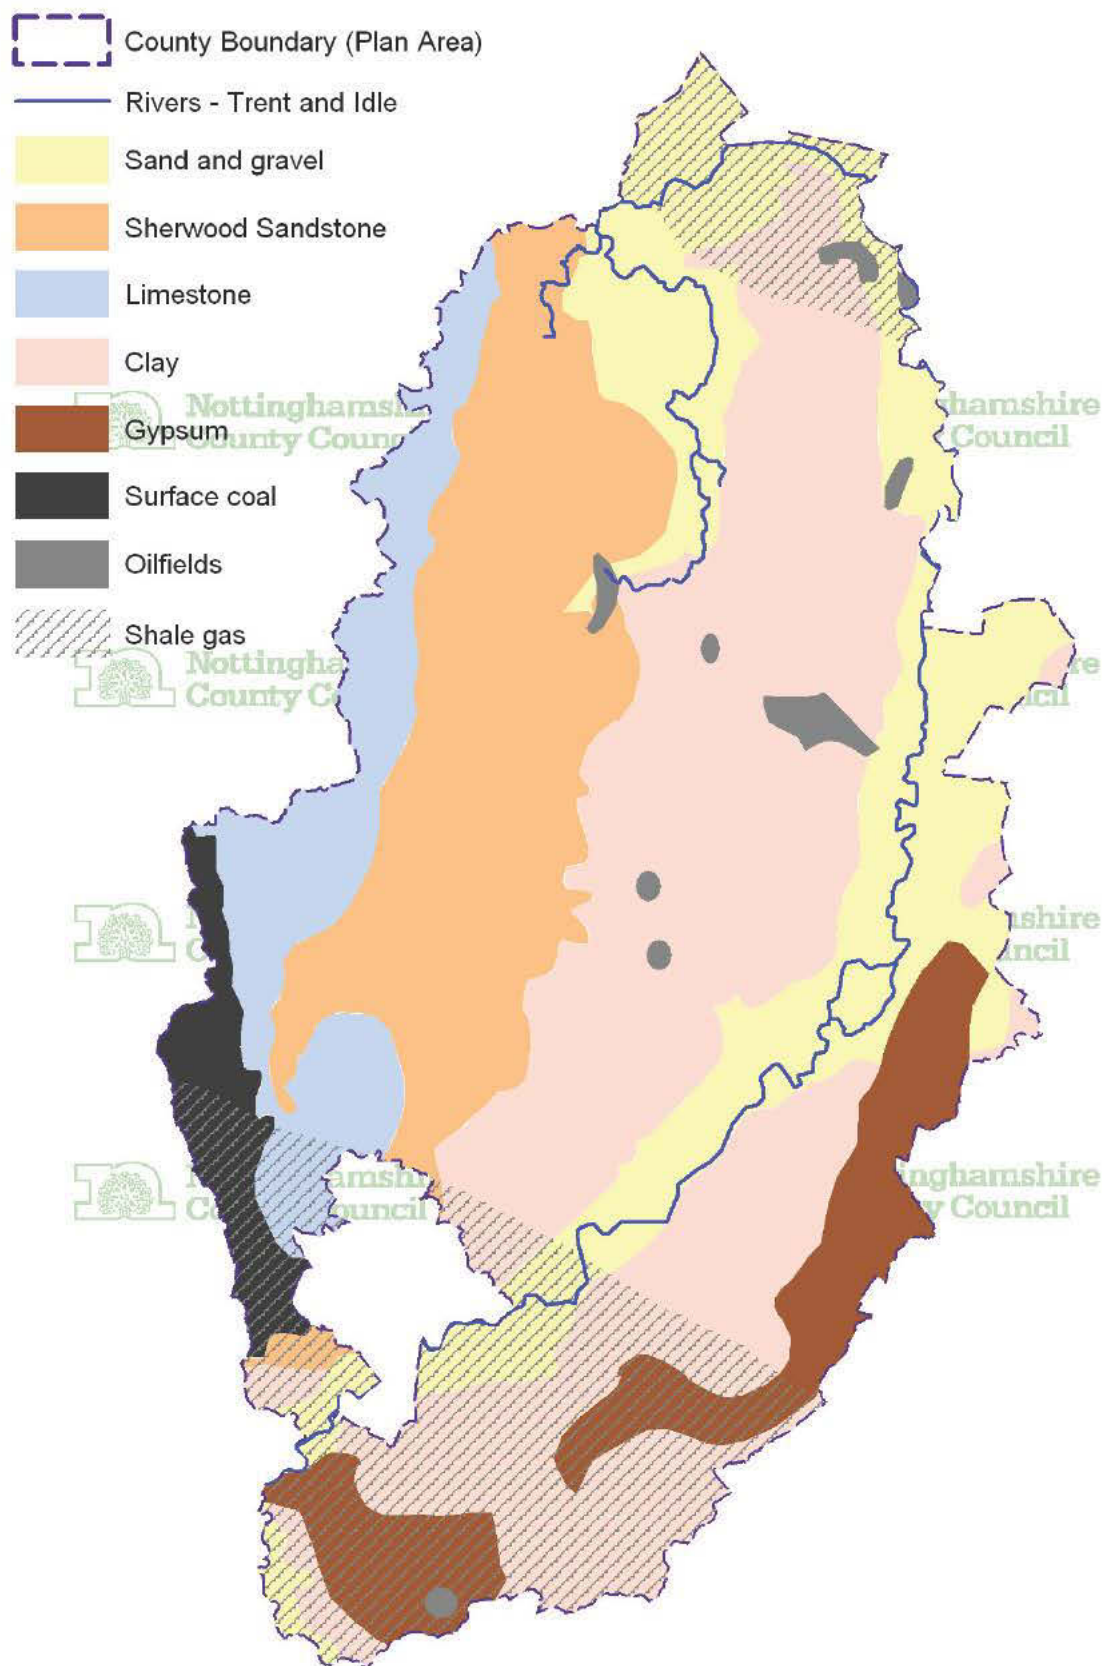 County Boundary (Plan Area)
Rivers - Trent and Idle
Sand and gravel
Sherwood Sandstone
Limestone
Clay
Gypsum
Surface coal
Oilfields
Shale gas